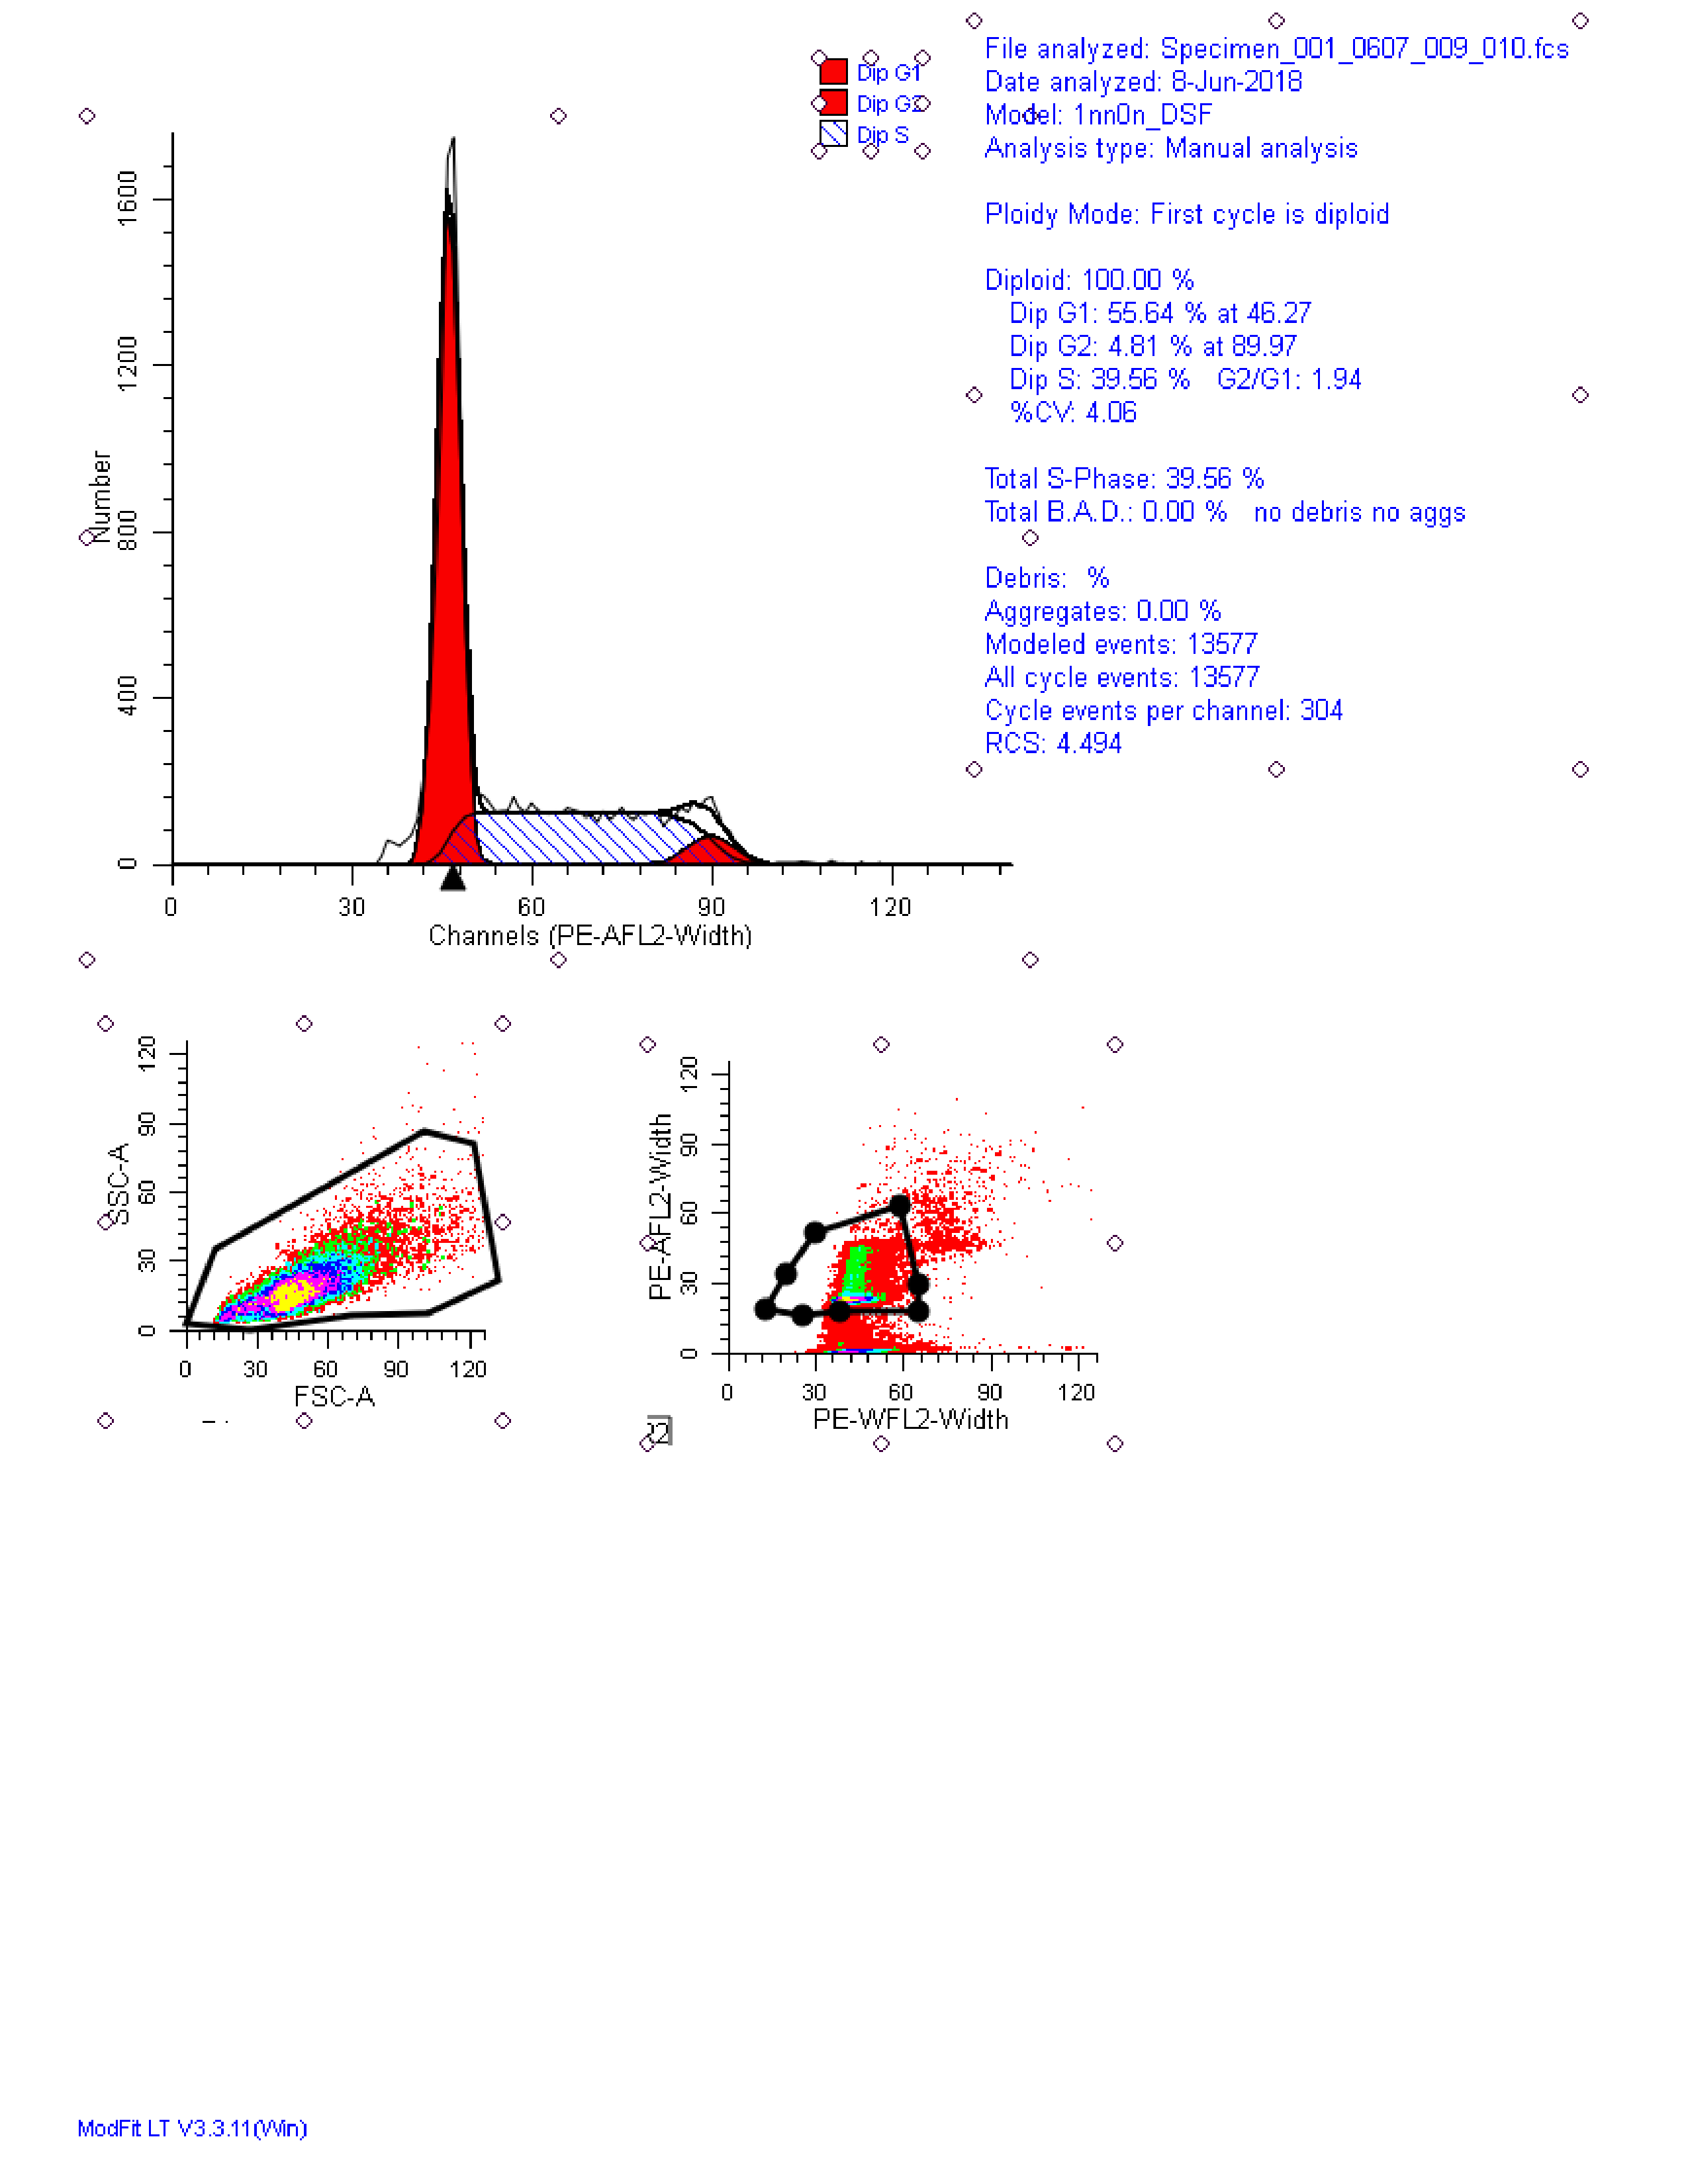 Dip G1
Dip G2
Dip S
File analyzed: Specimen_001_0607_009_010.fcs
Date analyzed: 8-Jun-2018
Model: 1nn0n_DSF
Analysis type: Manual analysis
Ploidy Mode: First cycle is diploid
Diploid: 100.00 %
Dip G1: 55.64 % at 46.27
Dip G2: 4.81 % at 89.97
Dip S: 39.56 % G2/G1: 1.94
%CV: 4.06
Total S-Phase: 39.56 %
Total B.A.D.: 0.00 % no debris no aggs
Debris: %
Aggregates: 0.00 %
Modeled events: 13577
All cycle events: 13577
Cycle events per channel: 304
RCS: 4.494
Number
1600
1200
800
400
0
0 30 60 90 120
Channels (PE-AFL2-Width)
SSC-A
120
90
60
30
0
0 30 60 90 120
FSC-A
PE-AFL2-Width
120
90
60
30
0
0 30 60 90 120
PE-WFL2-Width
ModFit LT V3.3.11(Win)